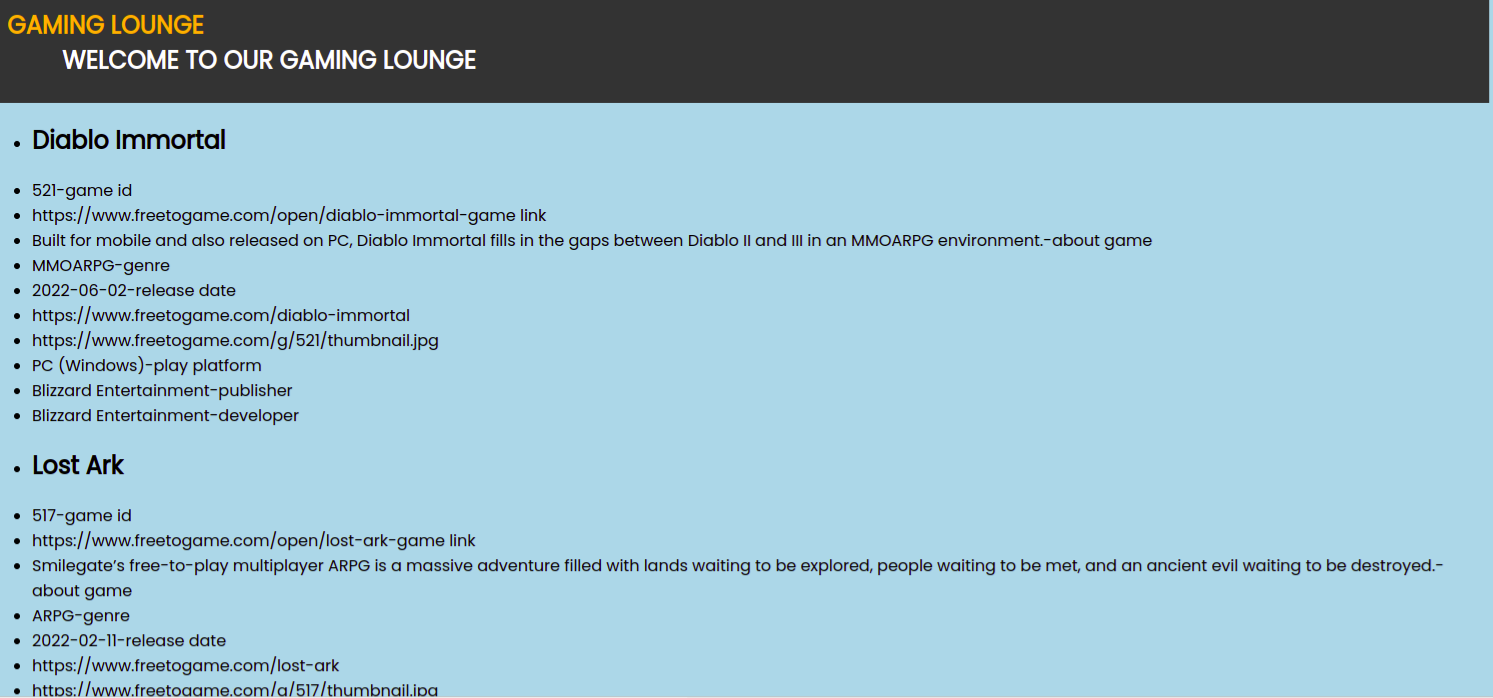 GAMING LOUNGE
WELCOME TO OUR GAMING LOUNGE
Diablo Immortal
521-game id
https://www.freetogame.com/open/diablo-immortal-game link
Built for mobile and also released on PC, Diablo Immortal fills in the gaps between Diablo II and III in an MMOARPG environment.-about game
MMOARPG-genre
2022-06-02-release date
https://www.freetogame.com/diablo-immortal
https://www.freetogame.com/g/521/thumbnail.jpg
PC (Windows)-play platform
Blizzard Entertainment-publisher
Blizzard Entertainment-developer
Lost Ark
517-game id
https://www.freetogame.com/open/lost-ark-game link
Smilegate’s free-to-play multiplayer ARPG is a massive adventure filled with lands waiting to be explored, people waiting to be met, and an ancient evil waiting to be destroyed.-
about game
ARPG-genre
2022-02-11-release date
https://www.freetogame.com/lost-ark
https://www.freetogame.com/g/517/thumbnail.jpg